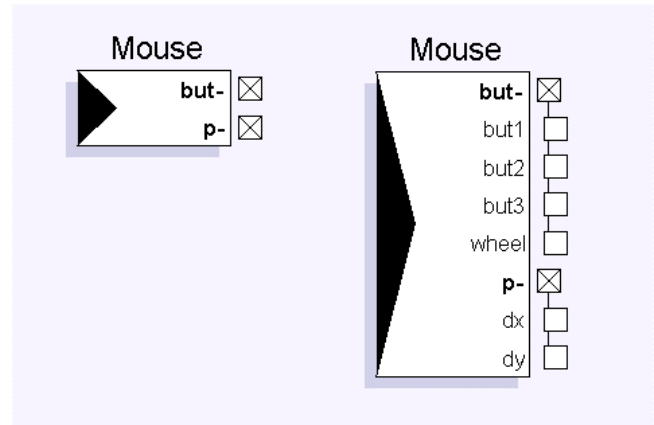 Mouse
but-
p-
Mouse
but-
but1
but2
but3
wheel
p-
dx
dy